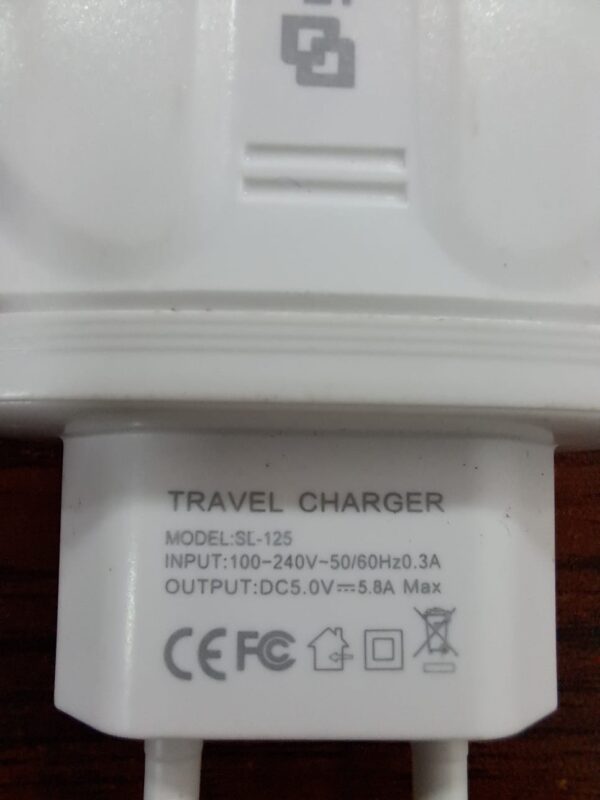 TRAVEL CHARGER
MODEL:SL-125
INPUT:100-240V~50/60Hz0.3A
OUTPUT:DC5.0V⎓5.8A Max
CE FC